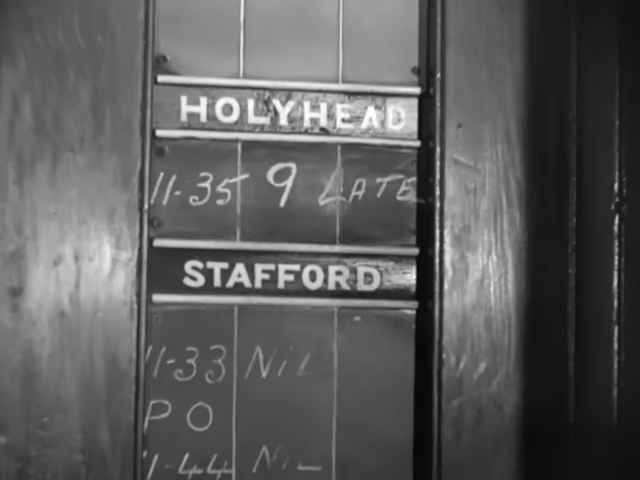 HOLYHEAD
11-35 9 LATE
STAFFORD
11-33 NiL
PO
11-44 NiL